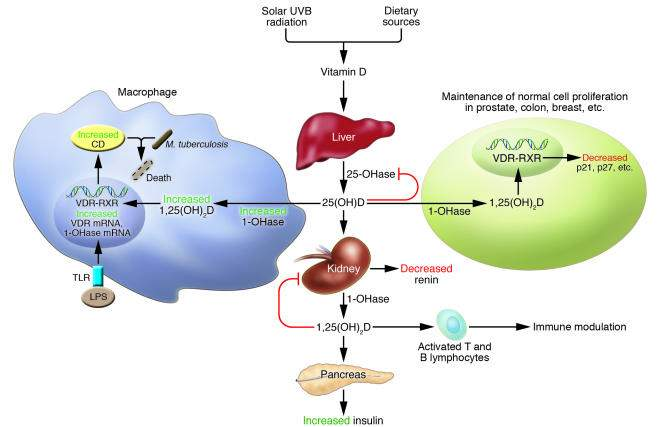 Solar UVB
radiation
Dietary
sources
Vitamin D
Macrophage
Increased
CD
M. tuberculosis
Death
VDR-RXR
Increased
VDR mRNA,
1-OHase mRNA
TLR
LPS
Increased
1,25(OH)2D
Increased
1-OHase
Liver
25-OHase
25(OH)D
Kidney
Decreased
renin
1-OHase
1,25(OH)2D
Activated T and
B lymphocytes
Immune modulation
Pancreas
Increased insulin
Maintenance of normal cell proliferation
in prostate, colon, breast, etc.
VDR-RXR
Decreased
p21, p27, etc.
1-OHase
1,25(OH)2D